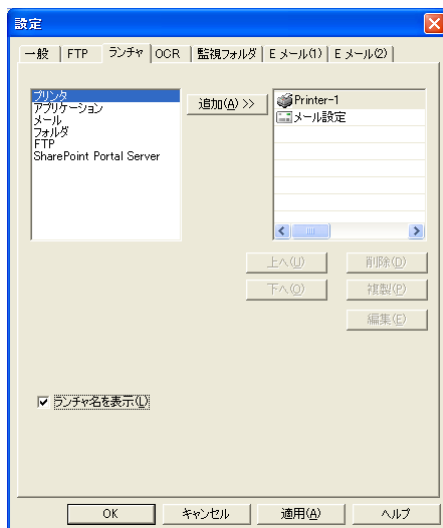 設定
一般 FTP ランチャ OCR 監視フォルダ Eメール(1) Eメール(2)
プリンタ
アプリケーション
メール
フォルダ
FTP
SharePoint Portal Server
追加(A) >>
Printer-1
メール設定
上へ(U) 削除(D)
下へ(O) 複製(P)
編集(E)
ランチャ名を表示(L)
OK キャンセル 適用(A) ヘルプ